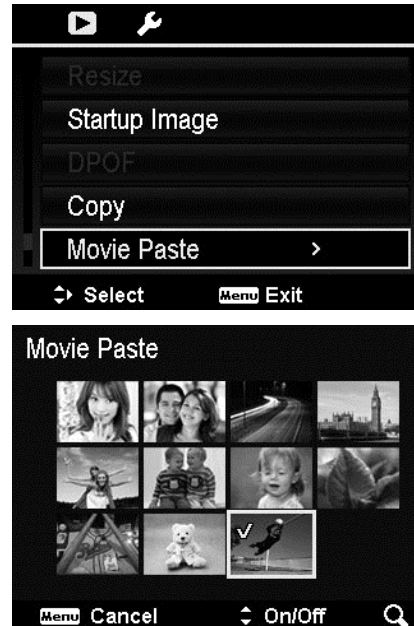 Resize
Startup Image
DPOF
Copy
Movie Paste >
Select Menu Exit
Movie Paste
Menu Cancel On/Off